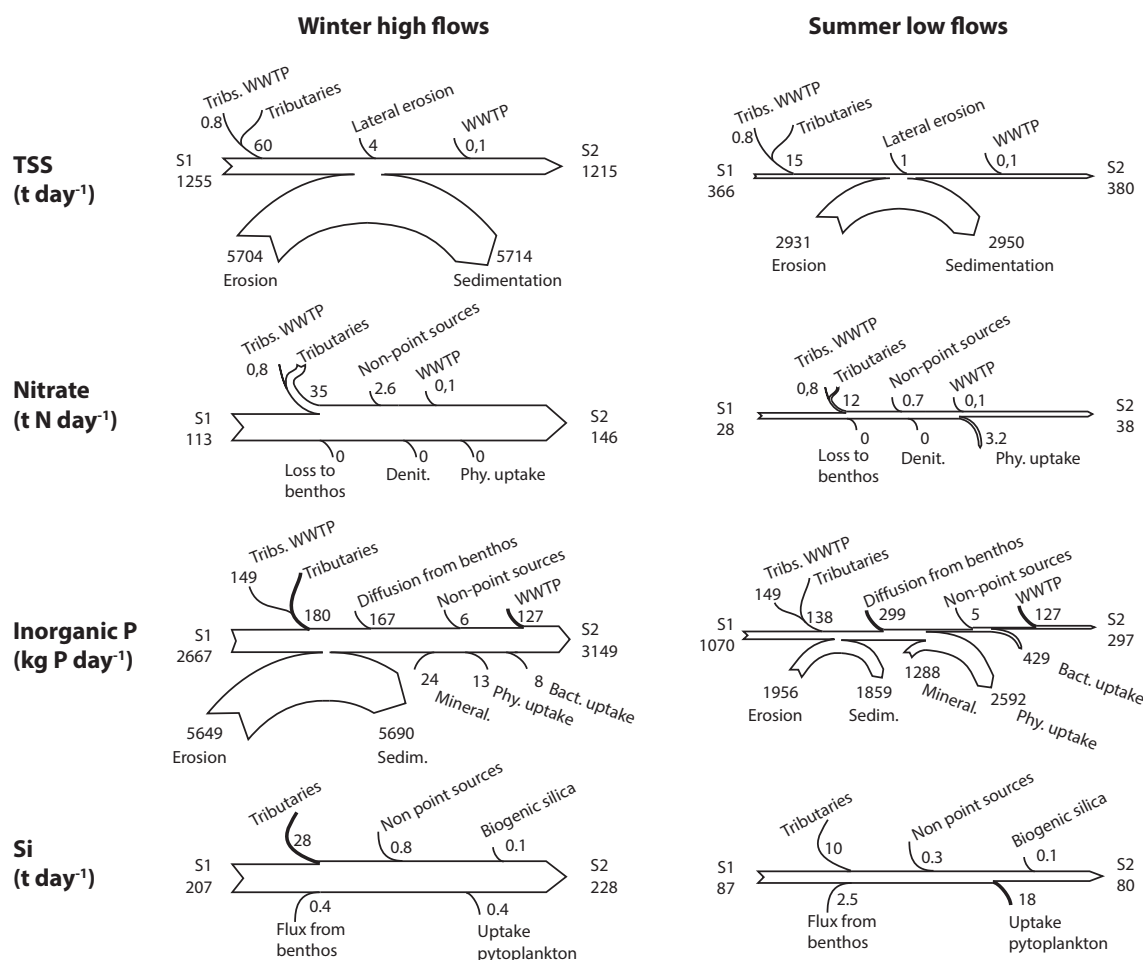 Winter high flows
Summer low flows
TSS
(t day⁻¹)
Tribs. WWTP
0.8
Tributaries
60
Lateral erosion
4
WWTP
0,1
S1
1255
S2
1215
5704
Erosion
5714
Sedimentation
Tribs. WWTP
0.8
Tributaries
15
Lateral erosion
1
WWTP
0,1
S1
366
S2
380
2931
Erosion
2950
Sedimentation
Nitrate
(t N day⁻¹)
Tribs. WWTP
0,8
Tributaries
35
Non-point sources
2.6
WWTP
0,1
S1
113
S2
146
0
Loss to
benthos
0
Denit.
0
Phy. uptake
Tribs. WWTP
0,8
Tributaries
12
Non-point sources
0.7
WWTP
0,1
S1
28
S2
38
0
Loss to
benthos
0
Denit.
3.2
Phy. uptake
Inorganic P
(kg P day⁻¹)
Tribs. WWTP
149
Tributaries
180
Diffusion from benthos
167
Non-point sources
6
WWTP
127
S1
2667
S2
3149
5649
Erosion
5690
Sedim.
24
Mineral.
13
Phy. uptake
8
Bact. uptake
Tribs. WWTP
149
Tributaries
138
Diffusion from benthos
299
Non-point sources
5
WWTP
127
S1
1070
S2
297
1956
Erosion
1859
Sedim.
1288
Mineral.
2592
Phy. uptake
429
Bact. uptake
Si
(t day⁻¹)
Tributaries
28
Non point sources
0.8
Biogenic silica
0.1
S1
207
S2
228
0.4
Flux from
benthos
0.4
Uptake
pytoplankton
Tributaries
10
Non point sources
0.3
Biogenic silica
0.1
S1
87
S2
80
2.5
Flux from
benthos
18
Uptake
pytoplankton